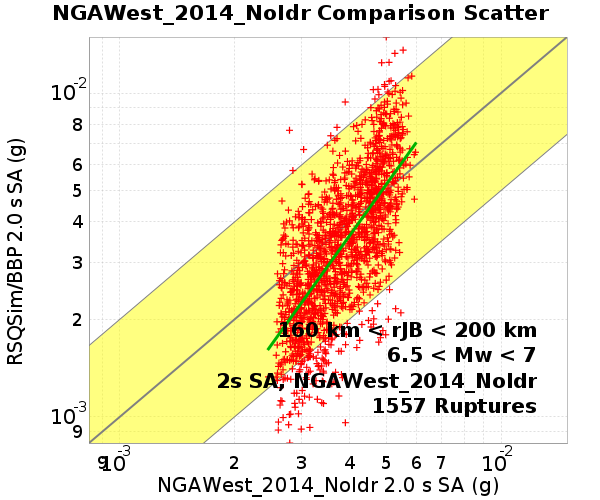 NGAWest_2014_NoIdr Comparison Scatter
RSQSim/BBP 2.0 s SA (g)
10-2
8
6
5
4
3
2
10-3
9
160 km < rJB < 200 km
6.5 < Mw < 7
2s SA, NGAWest_2014_NoIdr
1557 Ruptures
9 10-3 2 3 4 5 6 7 10-2
NGAWest_2014_NoIdr 2.0 s SA (g)